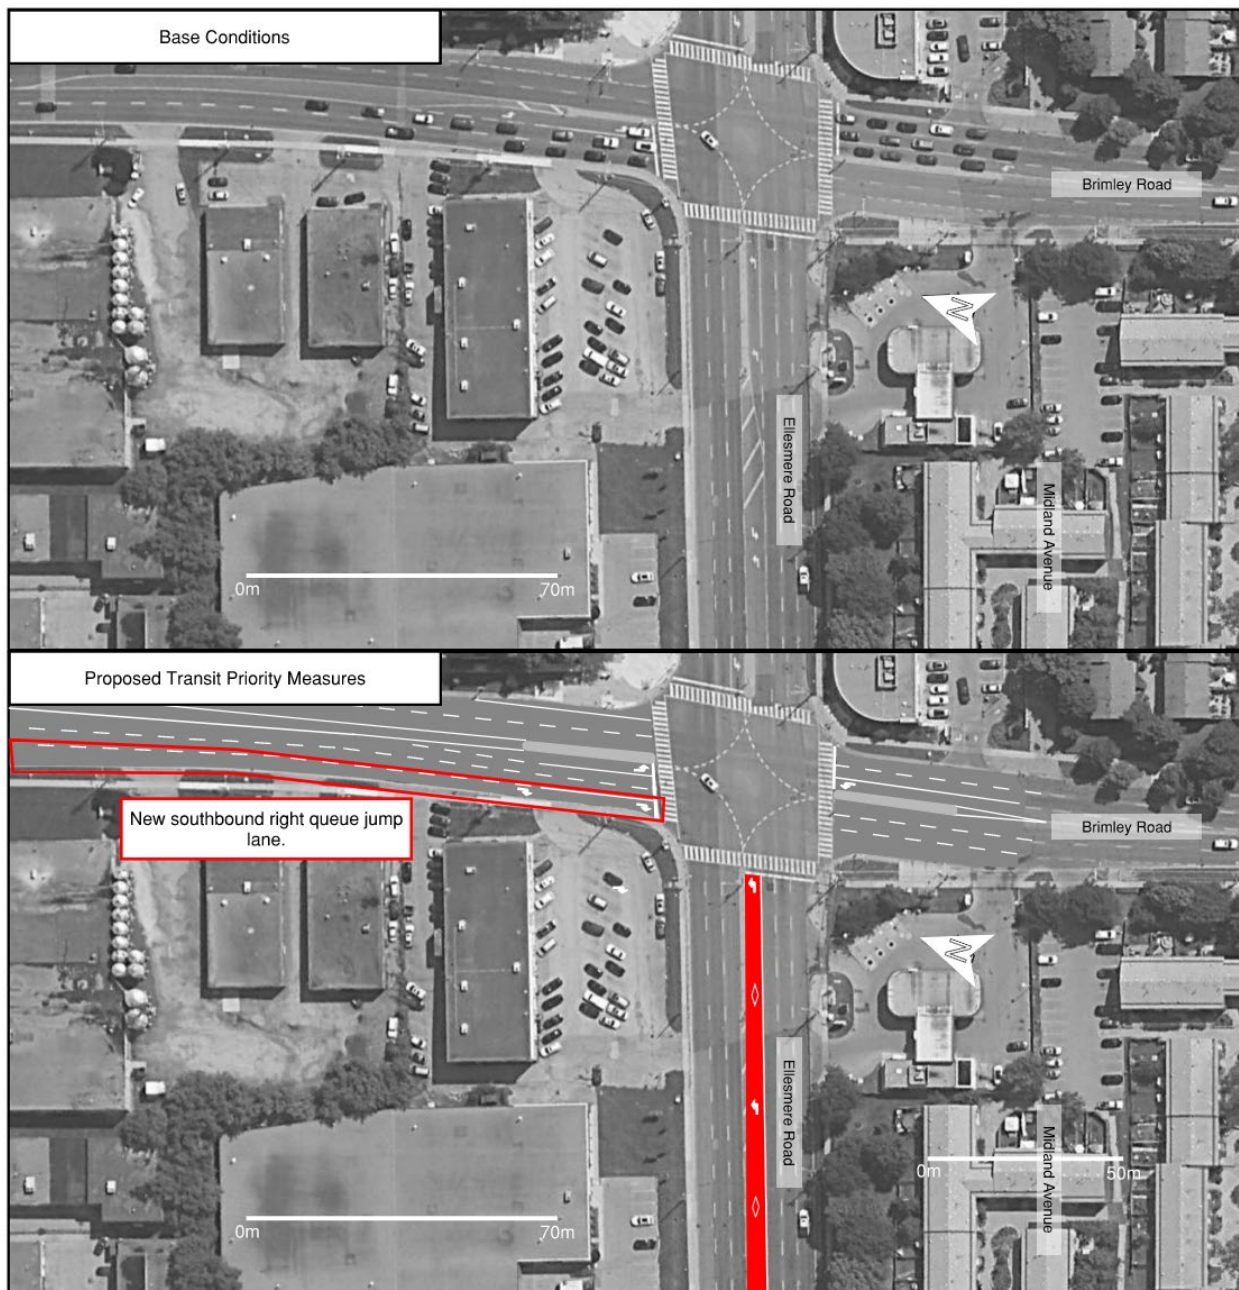 Base Conditions
Brimley Road
N
Ellesmere Road
Midland Avenue
0m
70m
Proposed Transit Priority Measures
New southbound right queue jump
lane.
Brimley Road
N
Ellesmere Road
Midland Avenue
0m
50m
0m
70m